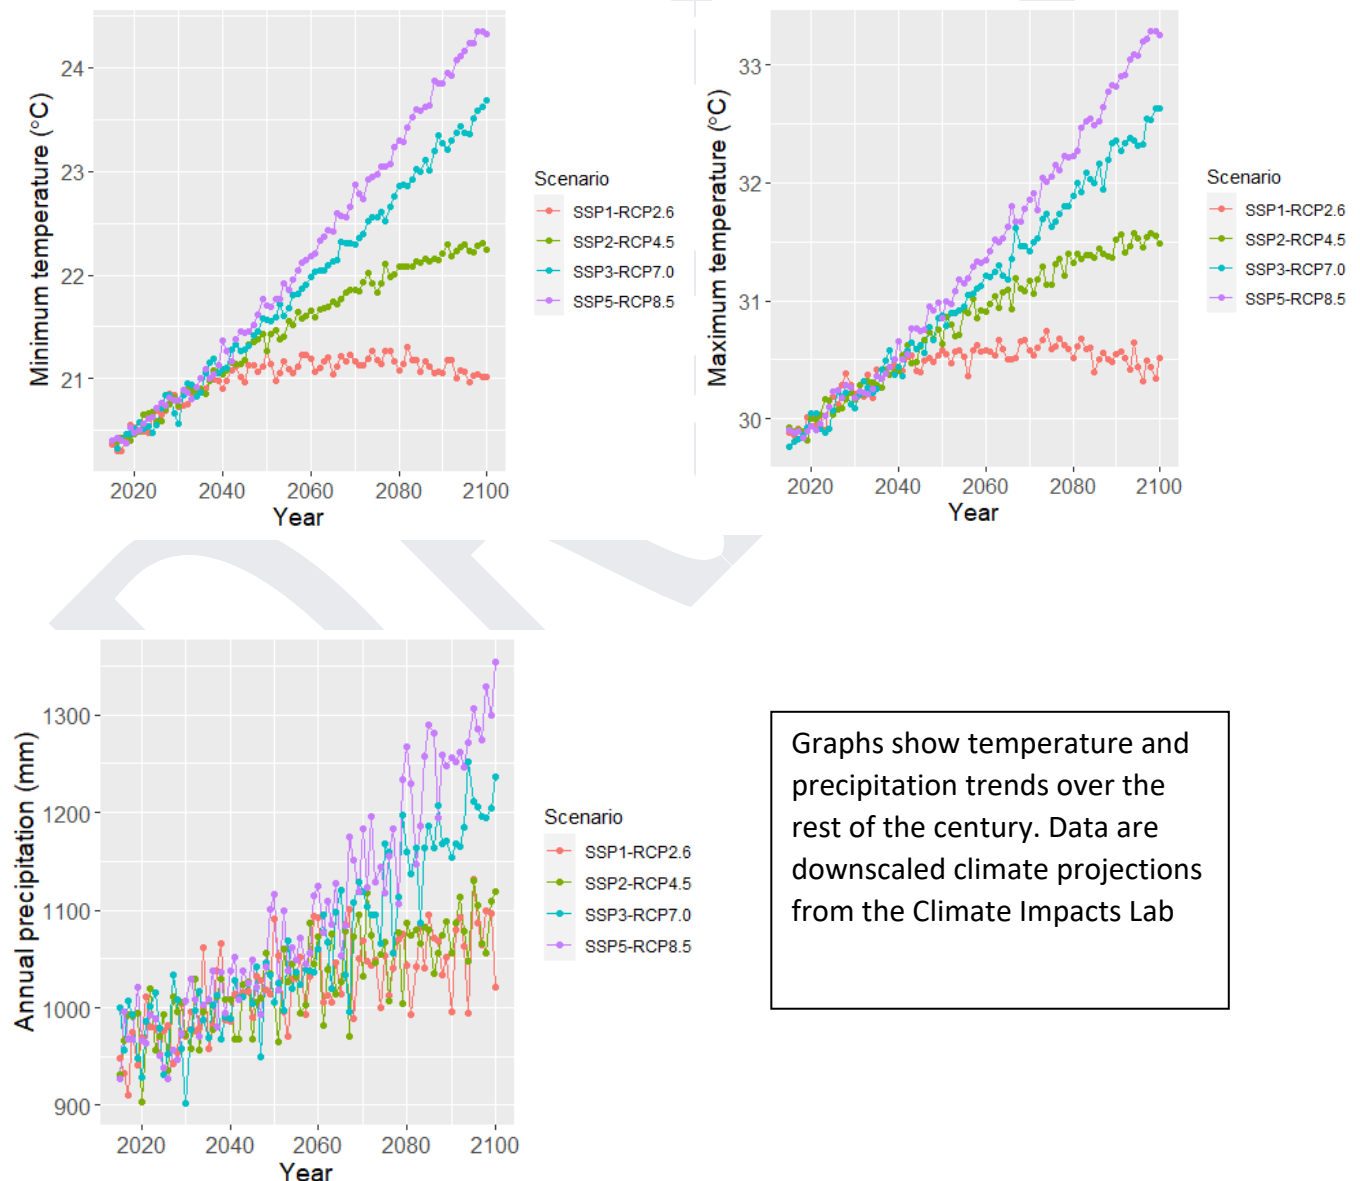 Minimum temperature (°C)
24
23
22
21
2020 2040 2060 2080 2100
Year
Scenario
SSP1-RCP2.6
SSP2-RCP4.5
SSP3-RCP7.0
SSP5-RCP8.5
Maximum temperature (°C)
33
32
31
30
2020 2040 2060 2080 2100
Year
Scenario
SSP1-RCP2.6
SSP2-RCP4.5
SSP3-RCP7.0
SSP5-RCP8.5
Annual precipitation (mm)
1300
1200
1100
1000
900
2020 2040 2060 2080 2100
Year
Scenario
SSP1-RCP2.6
SSP2-RCP4.5
SSP3-RCP7.0
SSP5-RCP8.5
Graphs show temperature and
precipitation trends over the
rest of the century. Data are
downscaled climate projections
from the Climate Impacts Lab